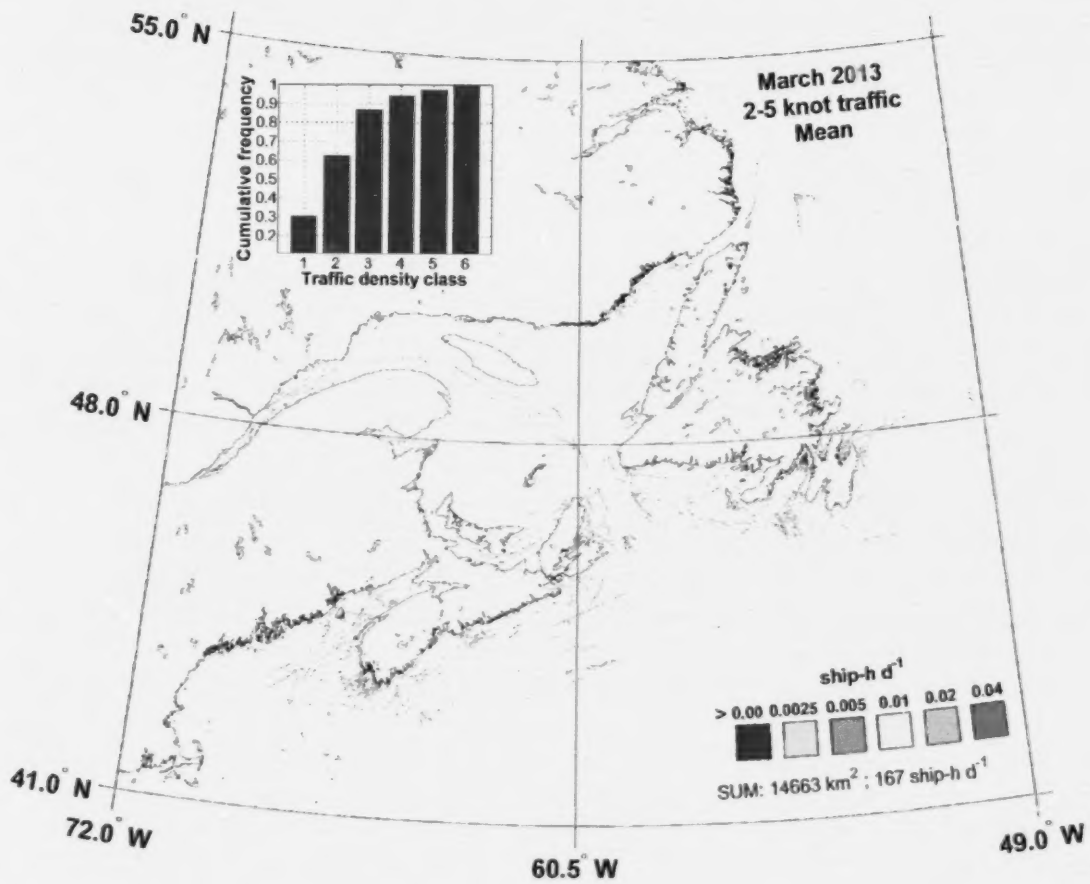 55.0° N
March 2013
2-5 knot traffic
Mean
Cumulative frequency
1
0.9
0.8
0.7
0.6
0.5
0.4
0.3
0.2
1 2 3 4 5 6
Traffic density class
48.0° N
ship-h d⁻¹
> 0.00 0.0025 0.005 0.01 0.02 0.04
SUM: 14663 km² ; 167 ship-h d⁻¹
41.0° N
72.0° W
60.5° W
49.0° W